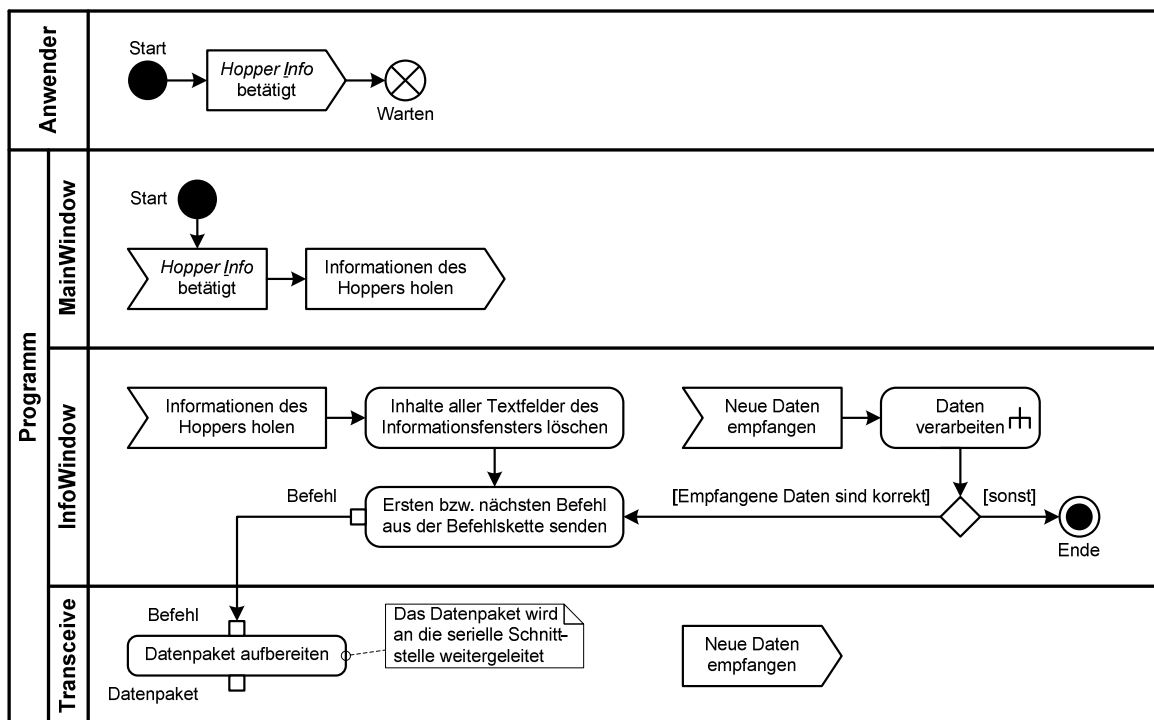 Anwender
Start
Hopper Info
betätigt
Warten
Programm
MainWindow
Start
Hopper Info
betätigt
Informationen des
Hoppers holen
InfoWindow
Informationen des
Hoppers holen
Inhalte aller Textfelder des
Informationsfensters löschen
Neue Daten
empfangen
Daten
verarbeiten
Befehl
Ersten bzw. nächsten Befehl
aus der Befehlskette senden
[Empfangene Daten sind korrekt]
[sonst]
Ende
Transceive
Befehl
Datenpaket aufbereiten
Datenpaket
Das Datenpaket wird
an die serielle Schnitt-
stelle weitergeleitet
Neue Daten
empfangen